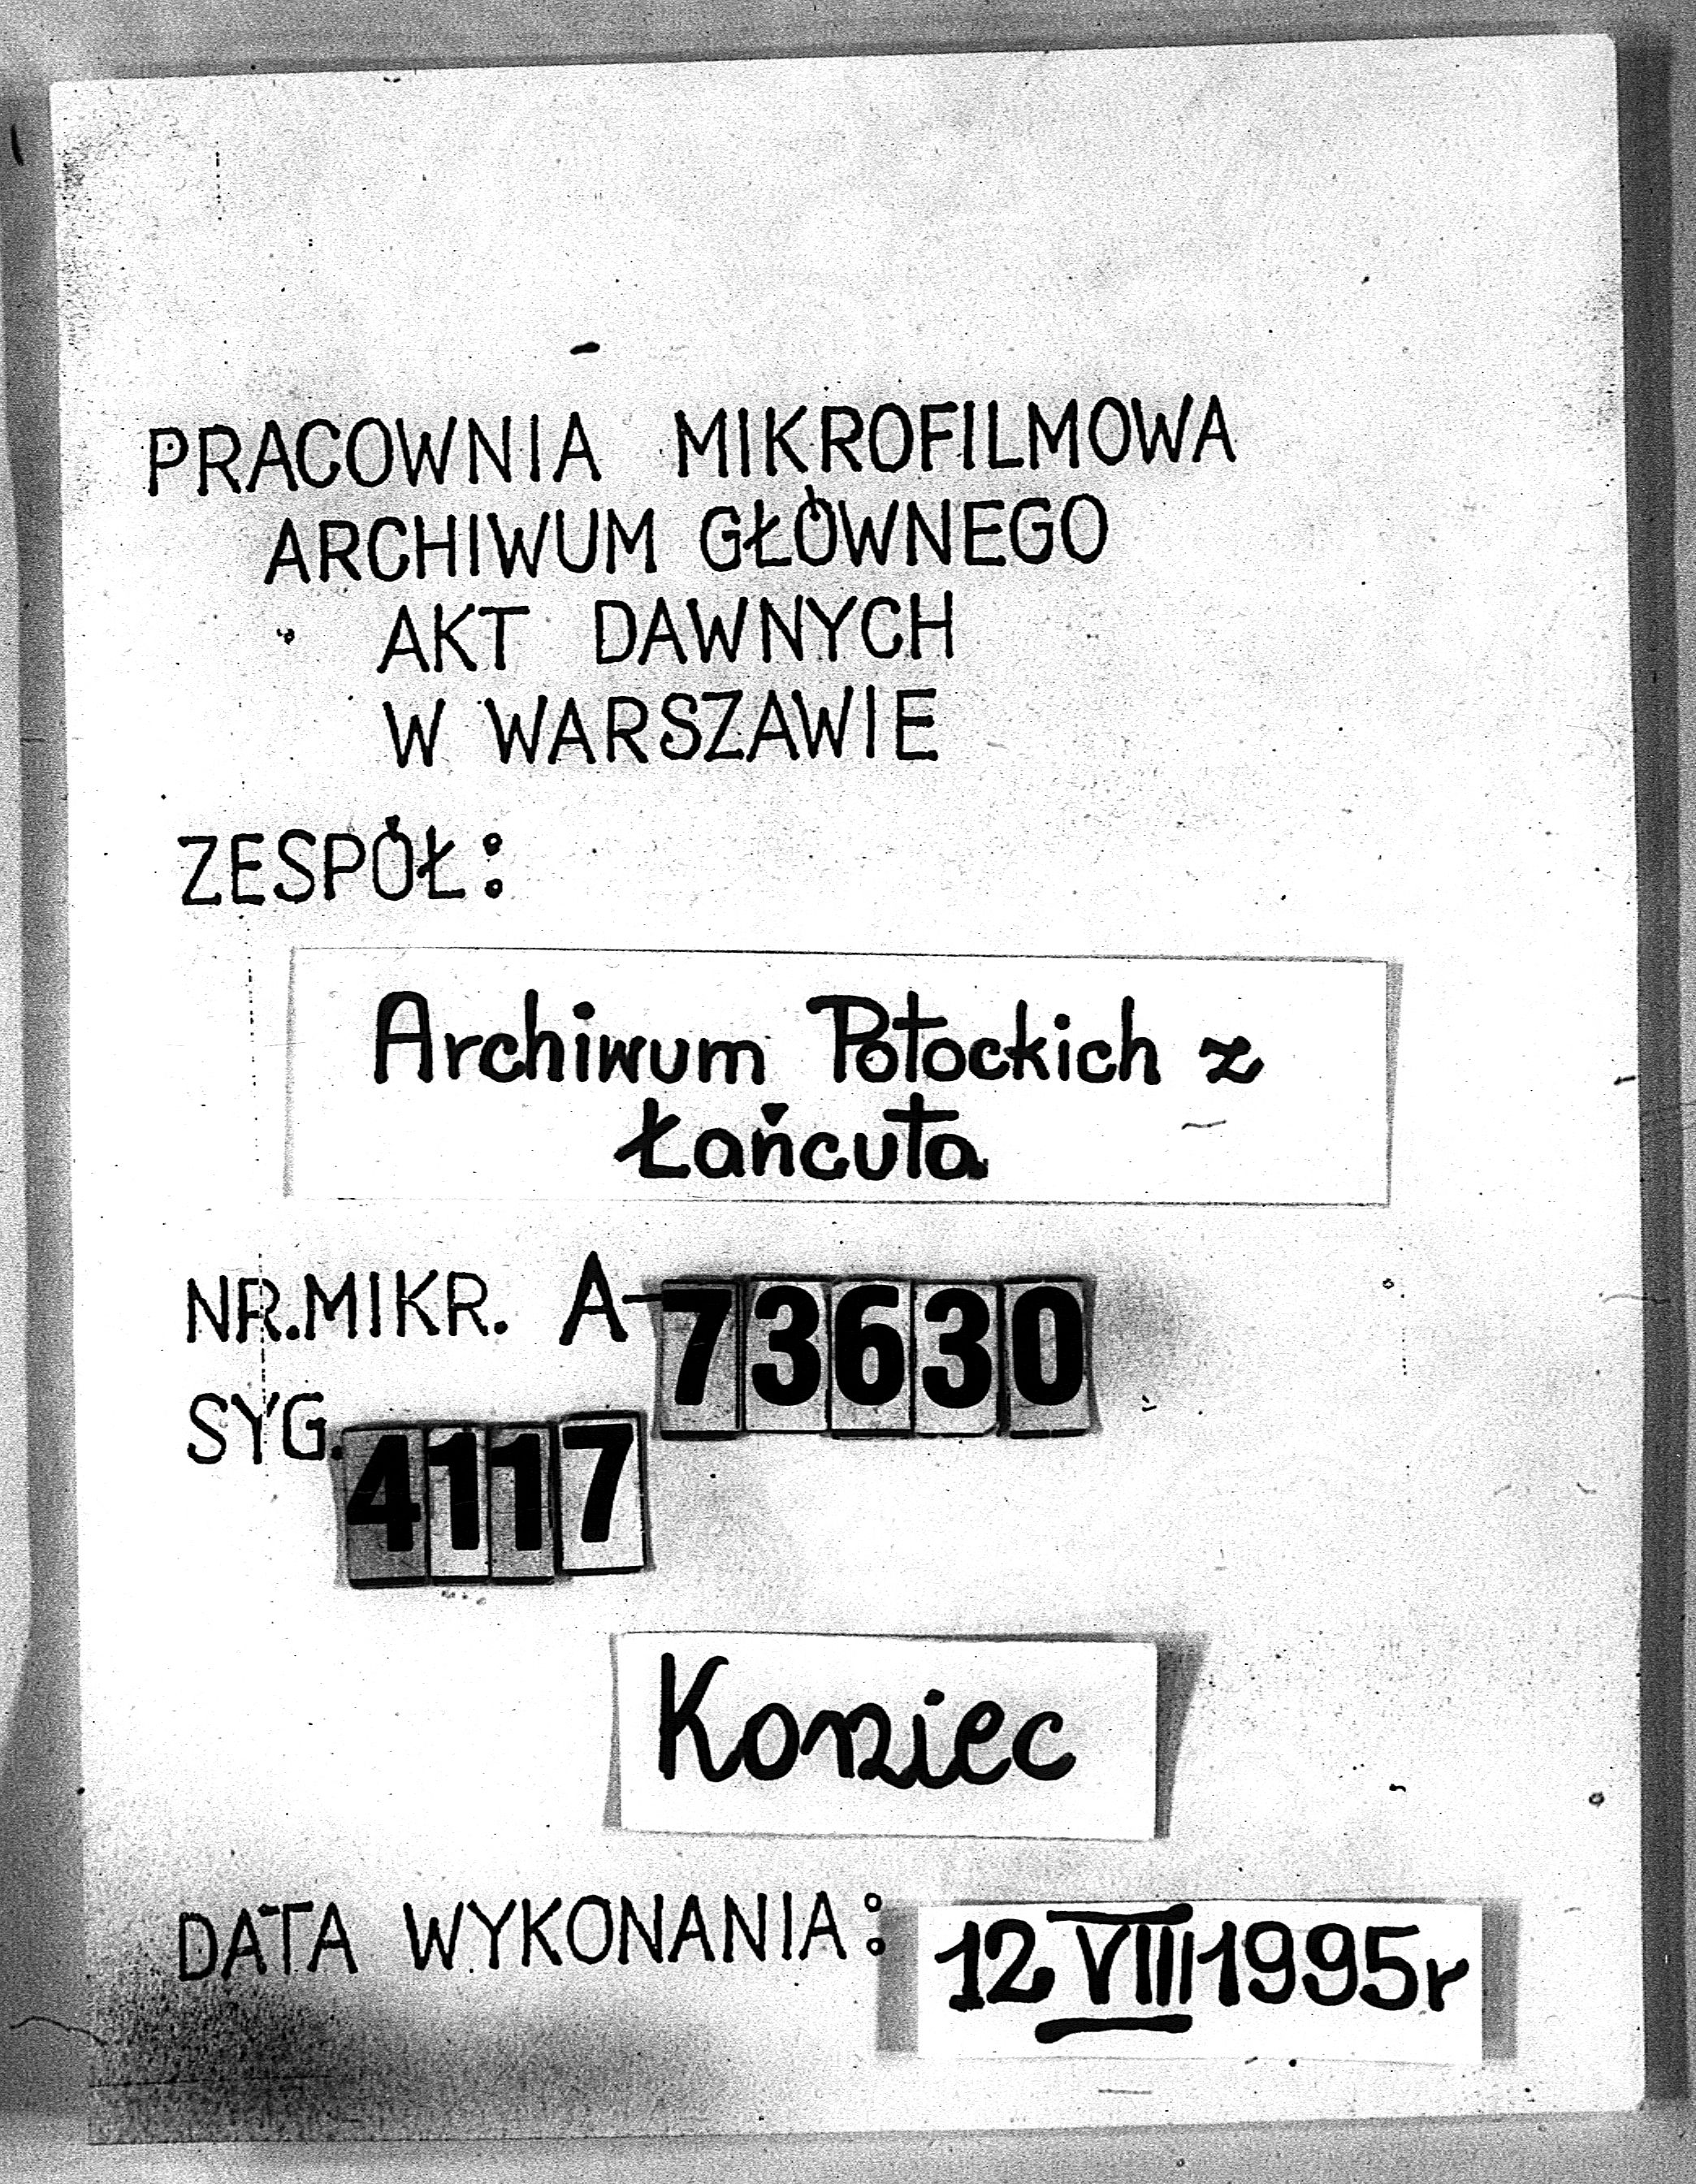 PRACOWNIA MIKROFILMOWA
ARCHIWUM GŁÓWNEGO
AKT DAWNYCH
W WARSZAWIE
ZESPÓŁ:
Archiwum Potockich z
Łańcuta
NR.MIKR. A-73630
SYG. 4117
Koniec
DATA WYKONANIA: 12 VIII 1995r